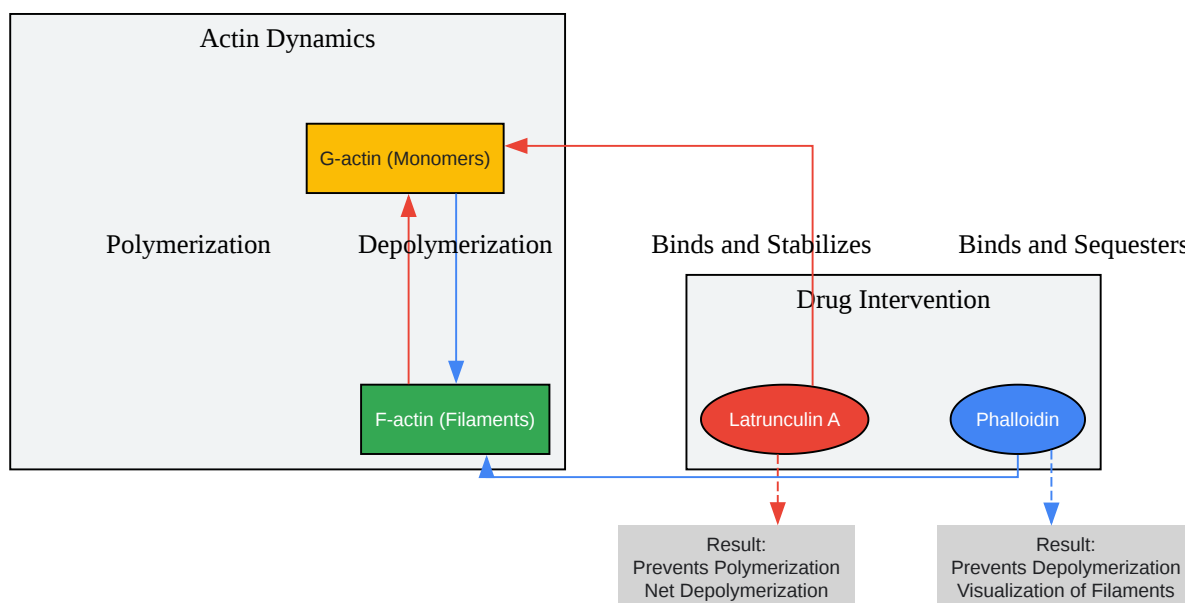 Actin Dynamics
G-actin (Monomers)
Polymerization
Depolymerization
Binds and Stabilizes
Binds and Sequesters
Drug Intervention
F-actin (Filaments)
Latrunculin A
Phalloidin
Result:
Prevents Polymerization
Net Depolymerization
Result:
Prevents Depolymerization
Visualization of Filaments